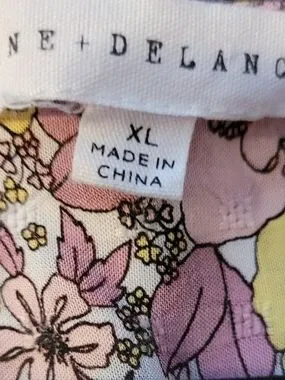 NE + DELANC
XL
MADE IN
CHINA